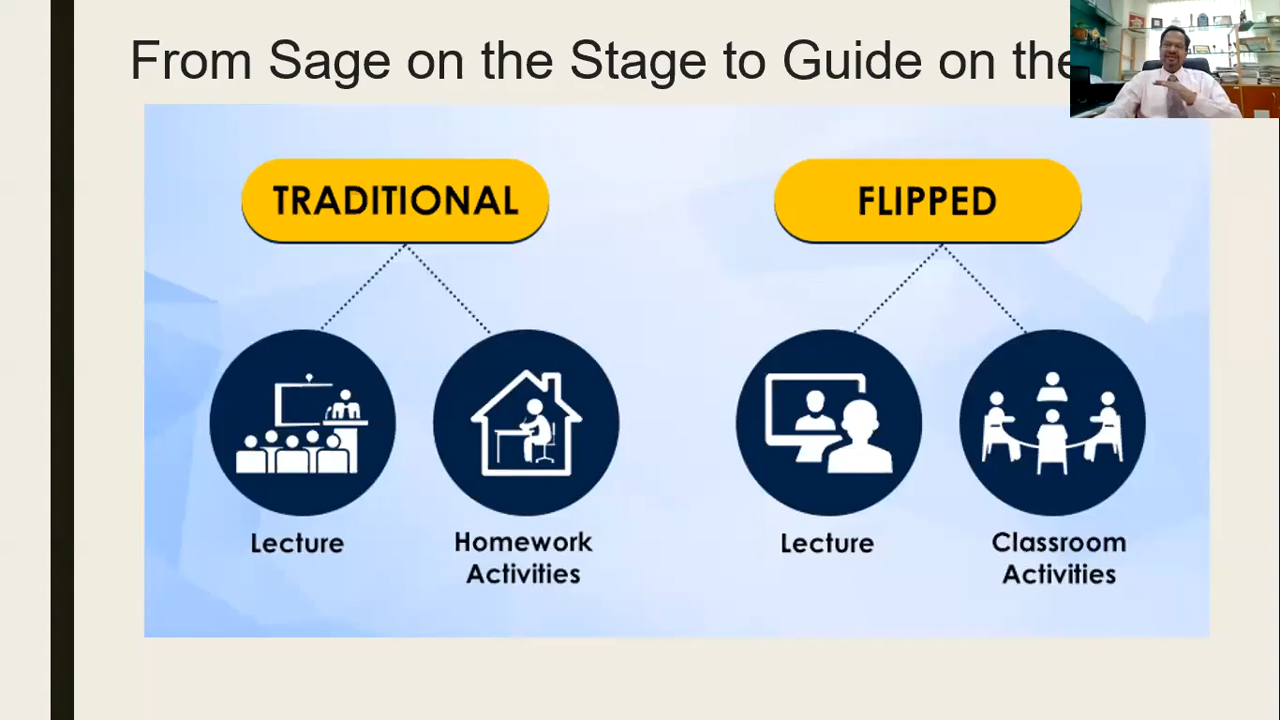 From Sage on the Stage to Guide on the
TRADITIONAL
FLIPPED
Lecture
Homework
Activities
Lecture
Classroom
Activities